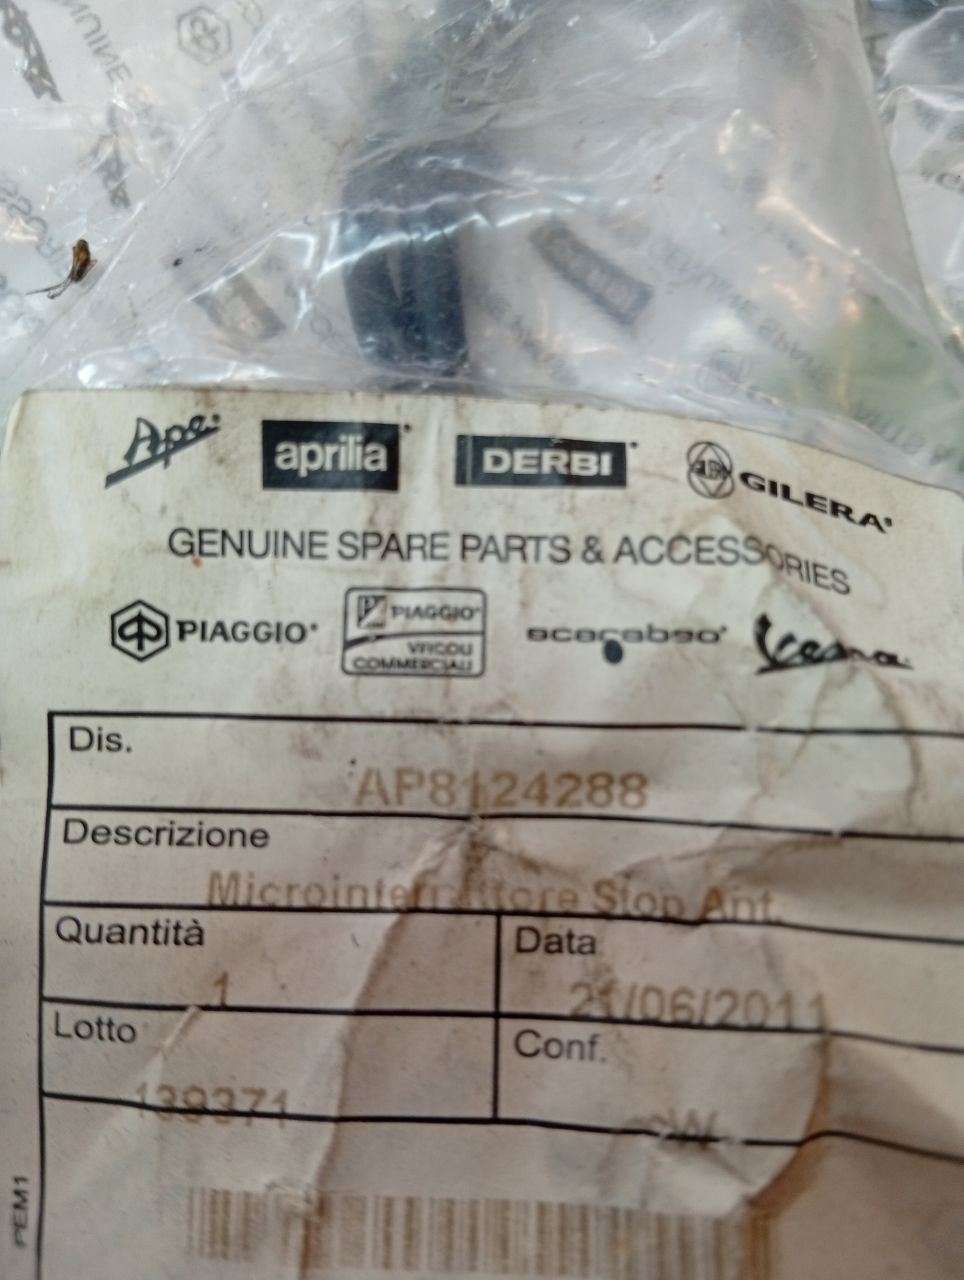 Ape
aprilia
DERBI
GILERA
GENUINE SPARE PARTS & ACCESSORIES
PIAGGIO
PIAGGIO
VEICOLI
COMMERCIALI
scarabeo
Vespa
Dis.
AP8124288
Descrizione
Microinterruttore Stop Ant.
Quantità
1
Data
21/06/2011
Lotto
139371
Conf.
W
PEM1